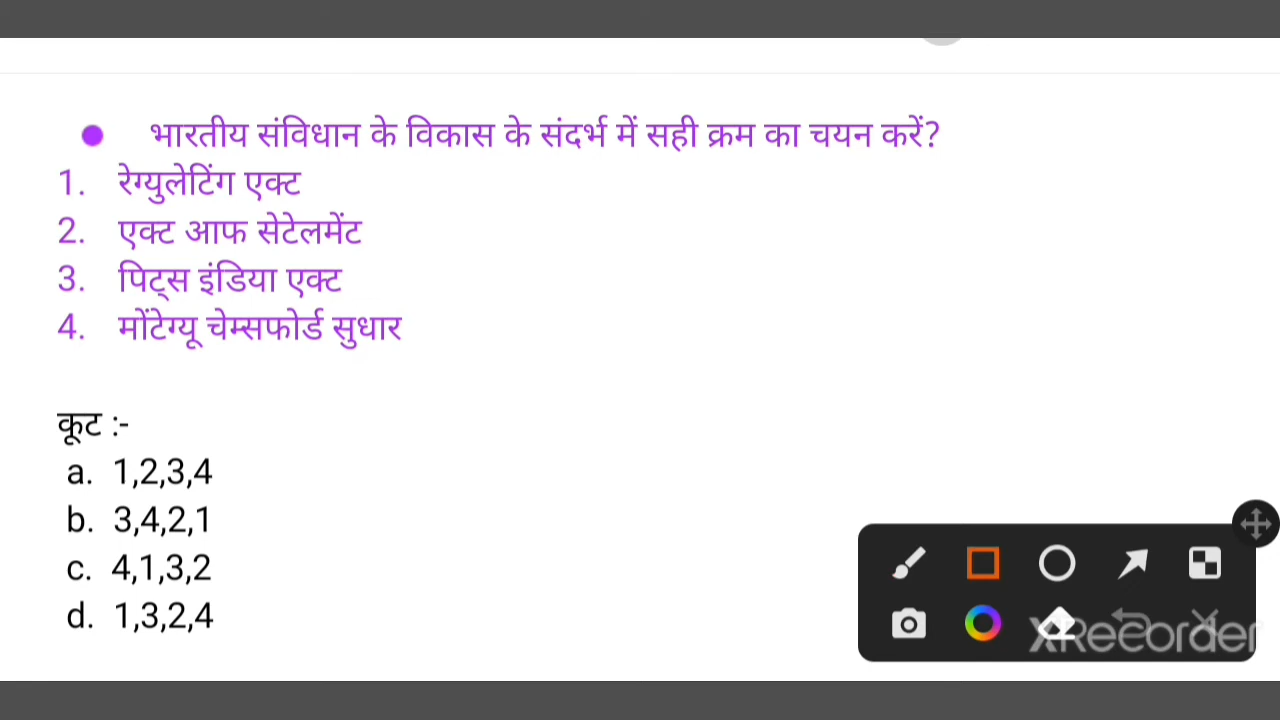 ● भारतीय संविधान के विकास के संदर्भ में सही क्रम का चयन करें?
1. रेग्युलेटिंग एक्ट
2. एक्ट आफ सेटेलमेंट
3. पिट्स इंडिया एक्ट
4. मोंटेग्यू चेम्सफोर्ड सुधार
कूट :-
a. 1,2,3,4
b. 3,4,2,1
c. 4,1,3,2
d. 1,3,2,4
XRecorder